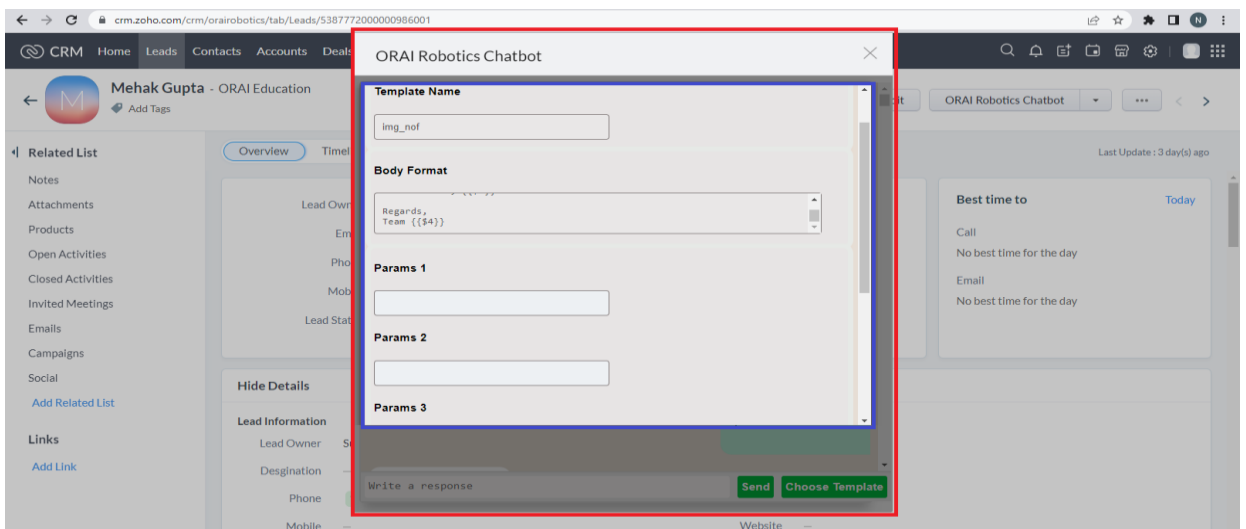 crm.zoho.com/crm/orairobotics/tab/Leads/5387772000000986001
N
CRM Home Leads Contacts Accounts Deals
ORAI Robotics Chatbot
M
Mehak Gupta - ORAI Education
Add Tags
ORAI Robotics Chatbot
Related List
Notes
Attachments
Products
Open Activities
Closed Activities
Invited Meetings
Emails
Campaigns
Social
Add Related List
Links
Add Link
Overview
Last Update : 3 day(s) ago
Hide Details
Lead Information
Lead Owner
Desgination —
Phone
Mobile —
Template Name
img_nof
Body Format
Regards,
Team {{$4}}
Params 1
Params 2
Params 3
Write a response
Send
Choose Template
Website —
Best time to
Today
Call
No best time for the day
Email
No best time for the day